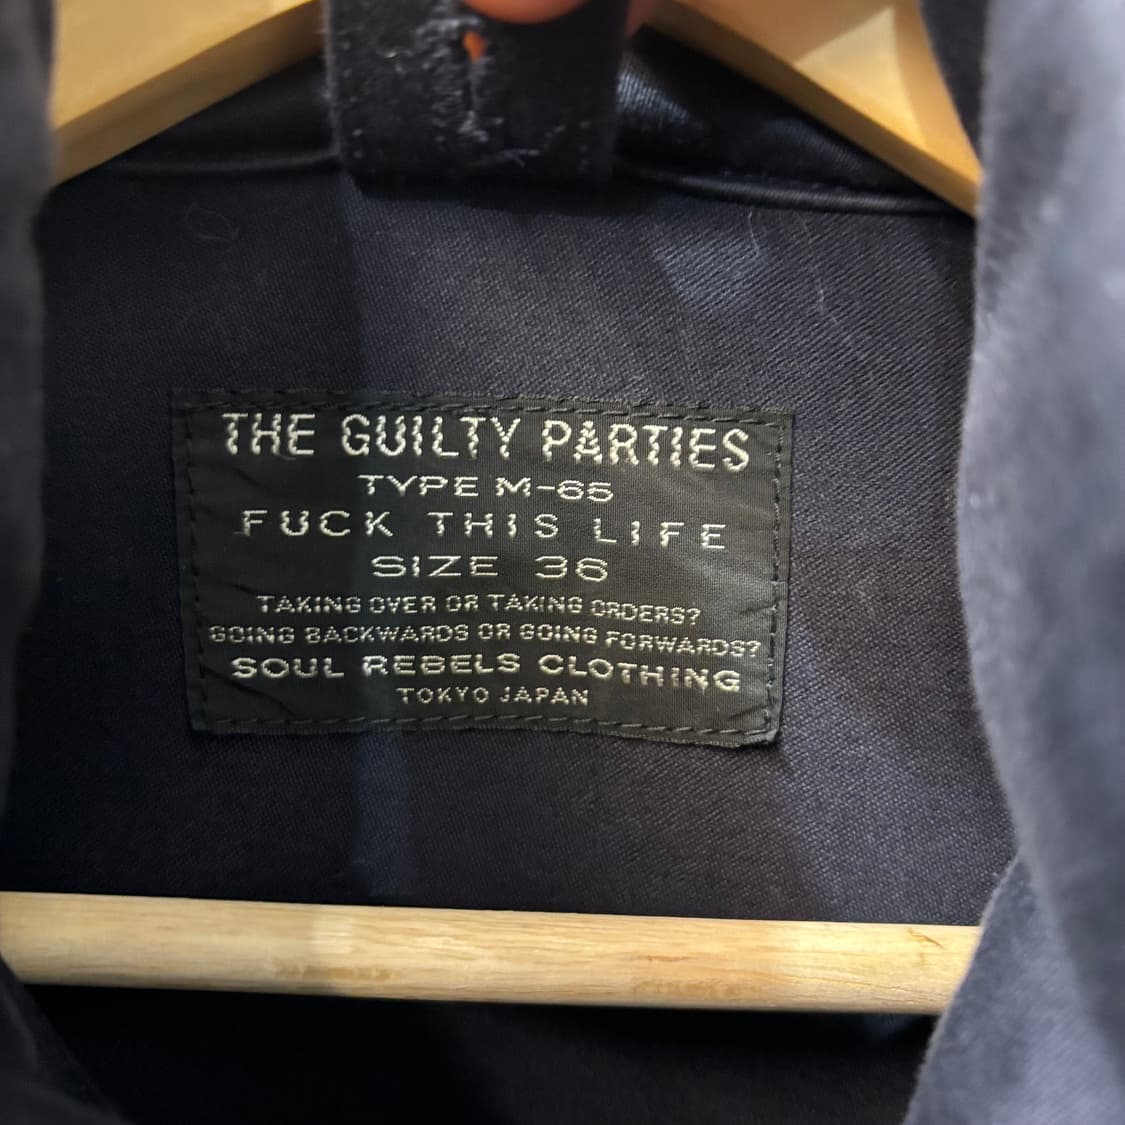 THE GUILTY PARTIES
TYPE M-65
FUCK THIS LIFE
SIZE 36
TAKING OVER OR TAKING ORDERS?
GOING BACKWARDS OR GOING FORWARDS?
SOUL REBELS CLOTHING
TOKYO JAPAN